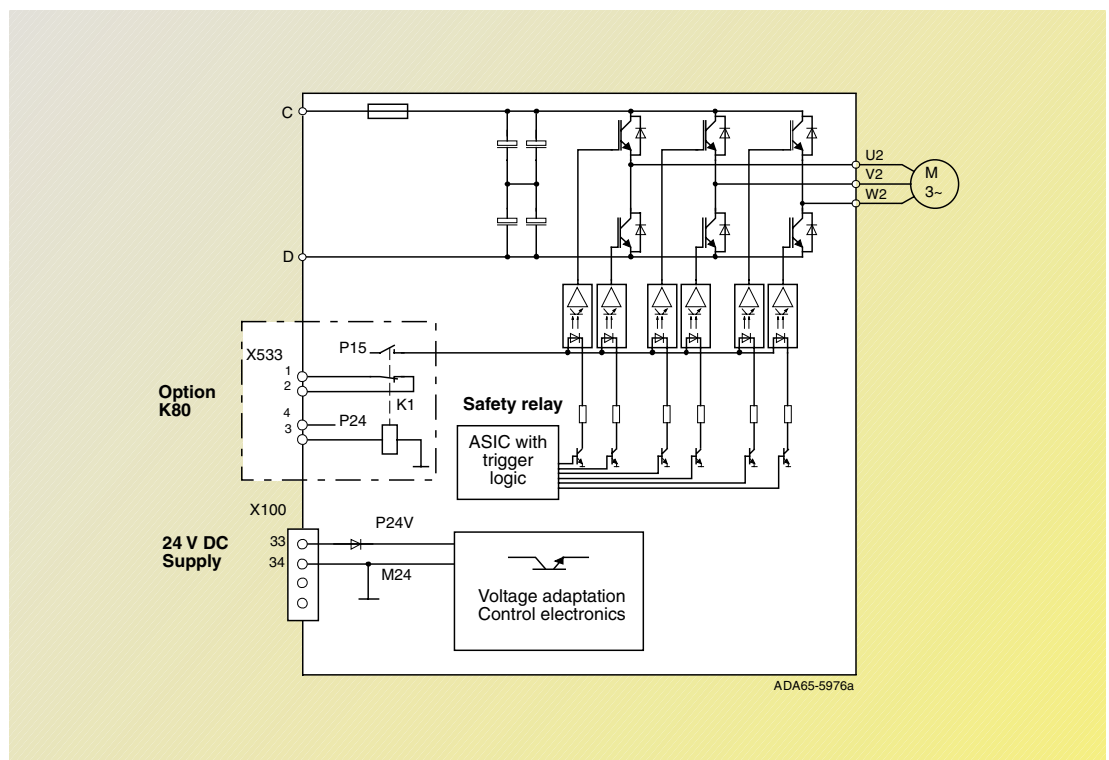 C
U2
V2
W2
M
3~
D
X533
P15
1
2
K1
4
P24
3
Option
K80
Safety relay
ASIC with
trigger
logic
X100
P24V
24 V DC
Supply
33
34
M24
Voltage adaptation
Control electronics
ADA65-5976a